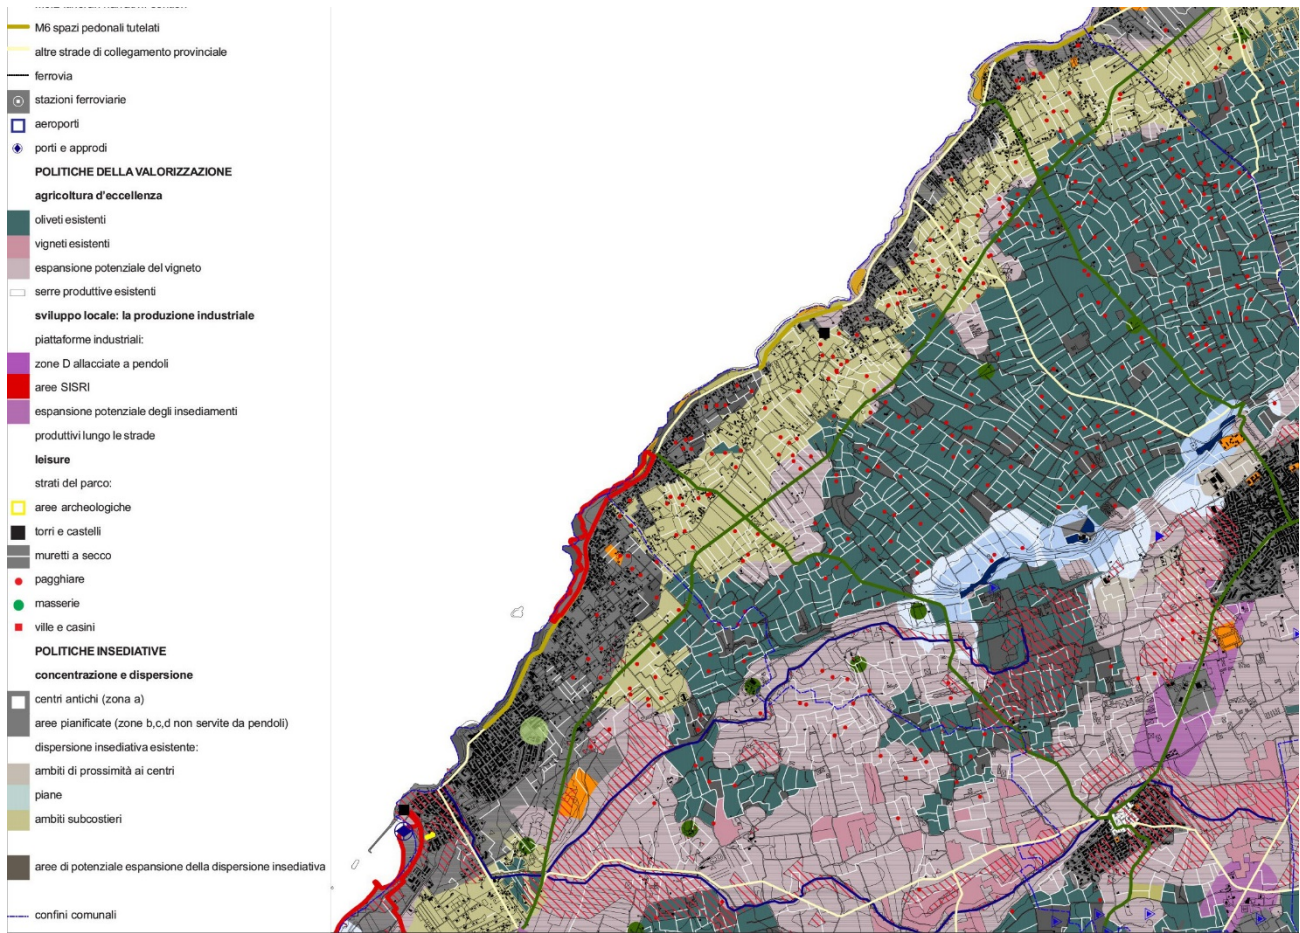 M6 spazi pedonali tutelati
altre strade di collegamento provinciale
ferrovia
stazioni ferroviarie
aeroporti
porti e approdi
POLITICHE DELLA VALORIZZAZIONE
agricoltura d'eccellenza
oliveti esistenti
vigneti esistenti
espansione potenziale del vigneto
serre produttive esistenti
sviluppo locale: la produzione industriale
piattaforme industriali:
zone D allacciate a pendoli
aree SISRI
espansione potenziale degli insediamenti
produttivi lungo le strade
leisure
strati del parco:
aree archeologiche
torri e castelli
muretti a secco
pagghiare
masserie
ville e casini
POLITICHE INSEDIATIVE
concentrazione e dispersione
centri antichi (zona a)
aree pianificate (zone b,c,d non servite da pendoli)
dispersione insediativa esistente:
ambiti di prossimità ai centri
piane
ambiti subcostieri
aree di potenziale espansione della dispersione insediativa
confini comunali